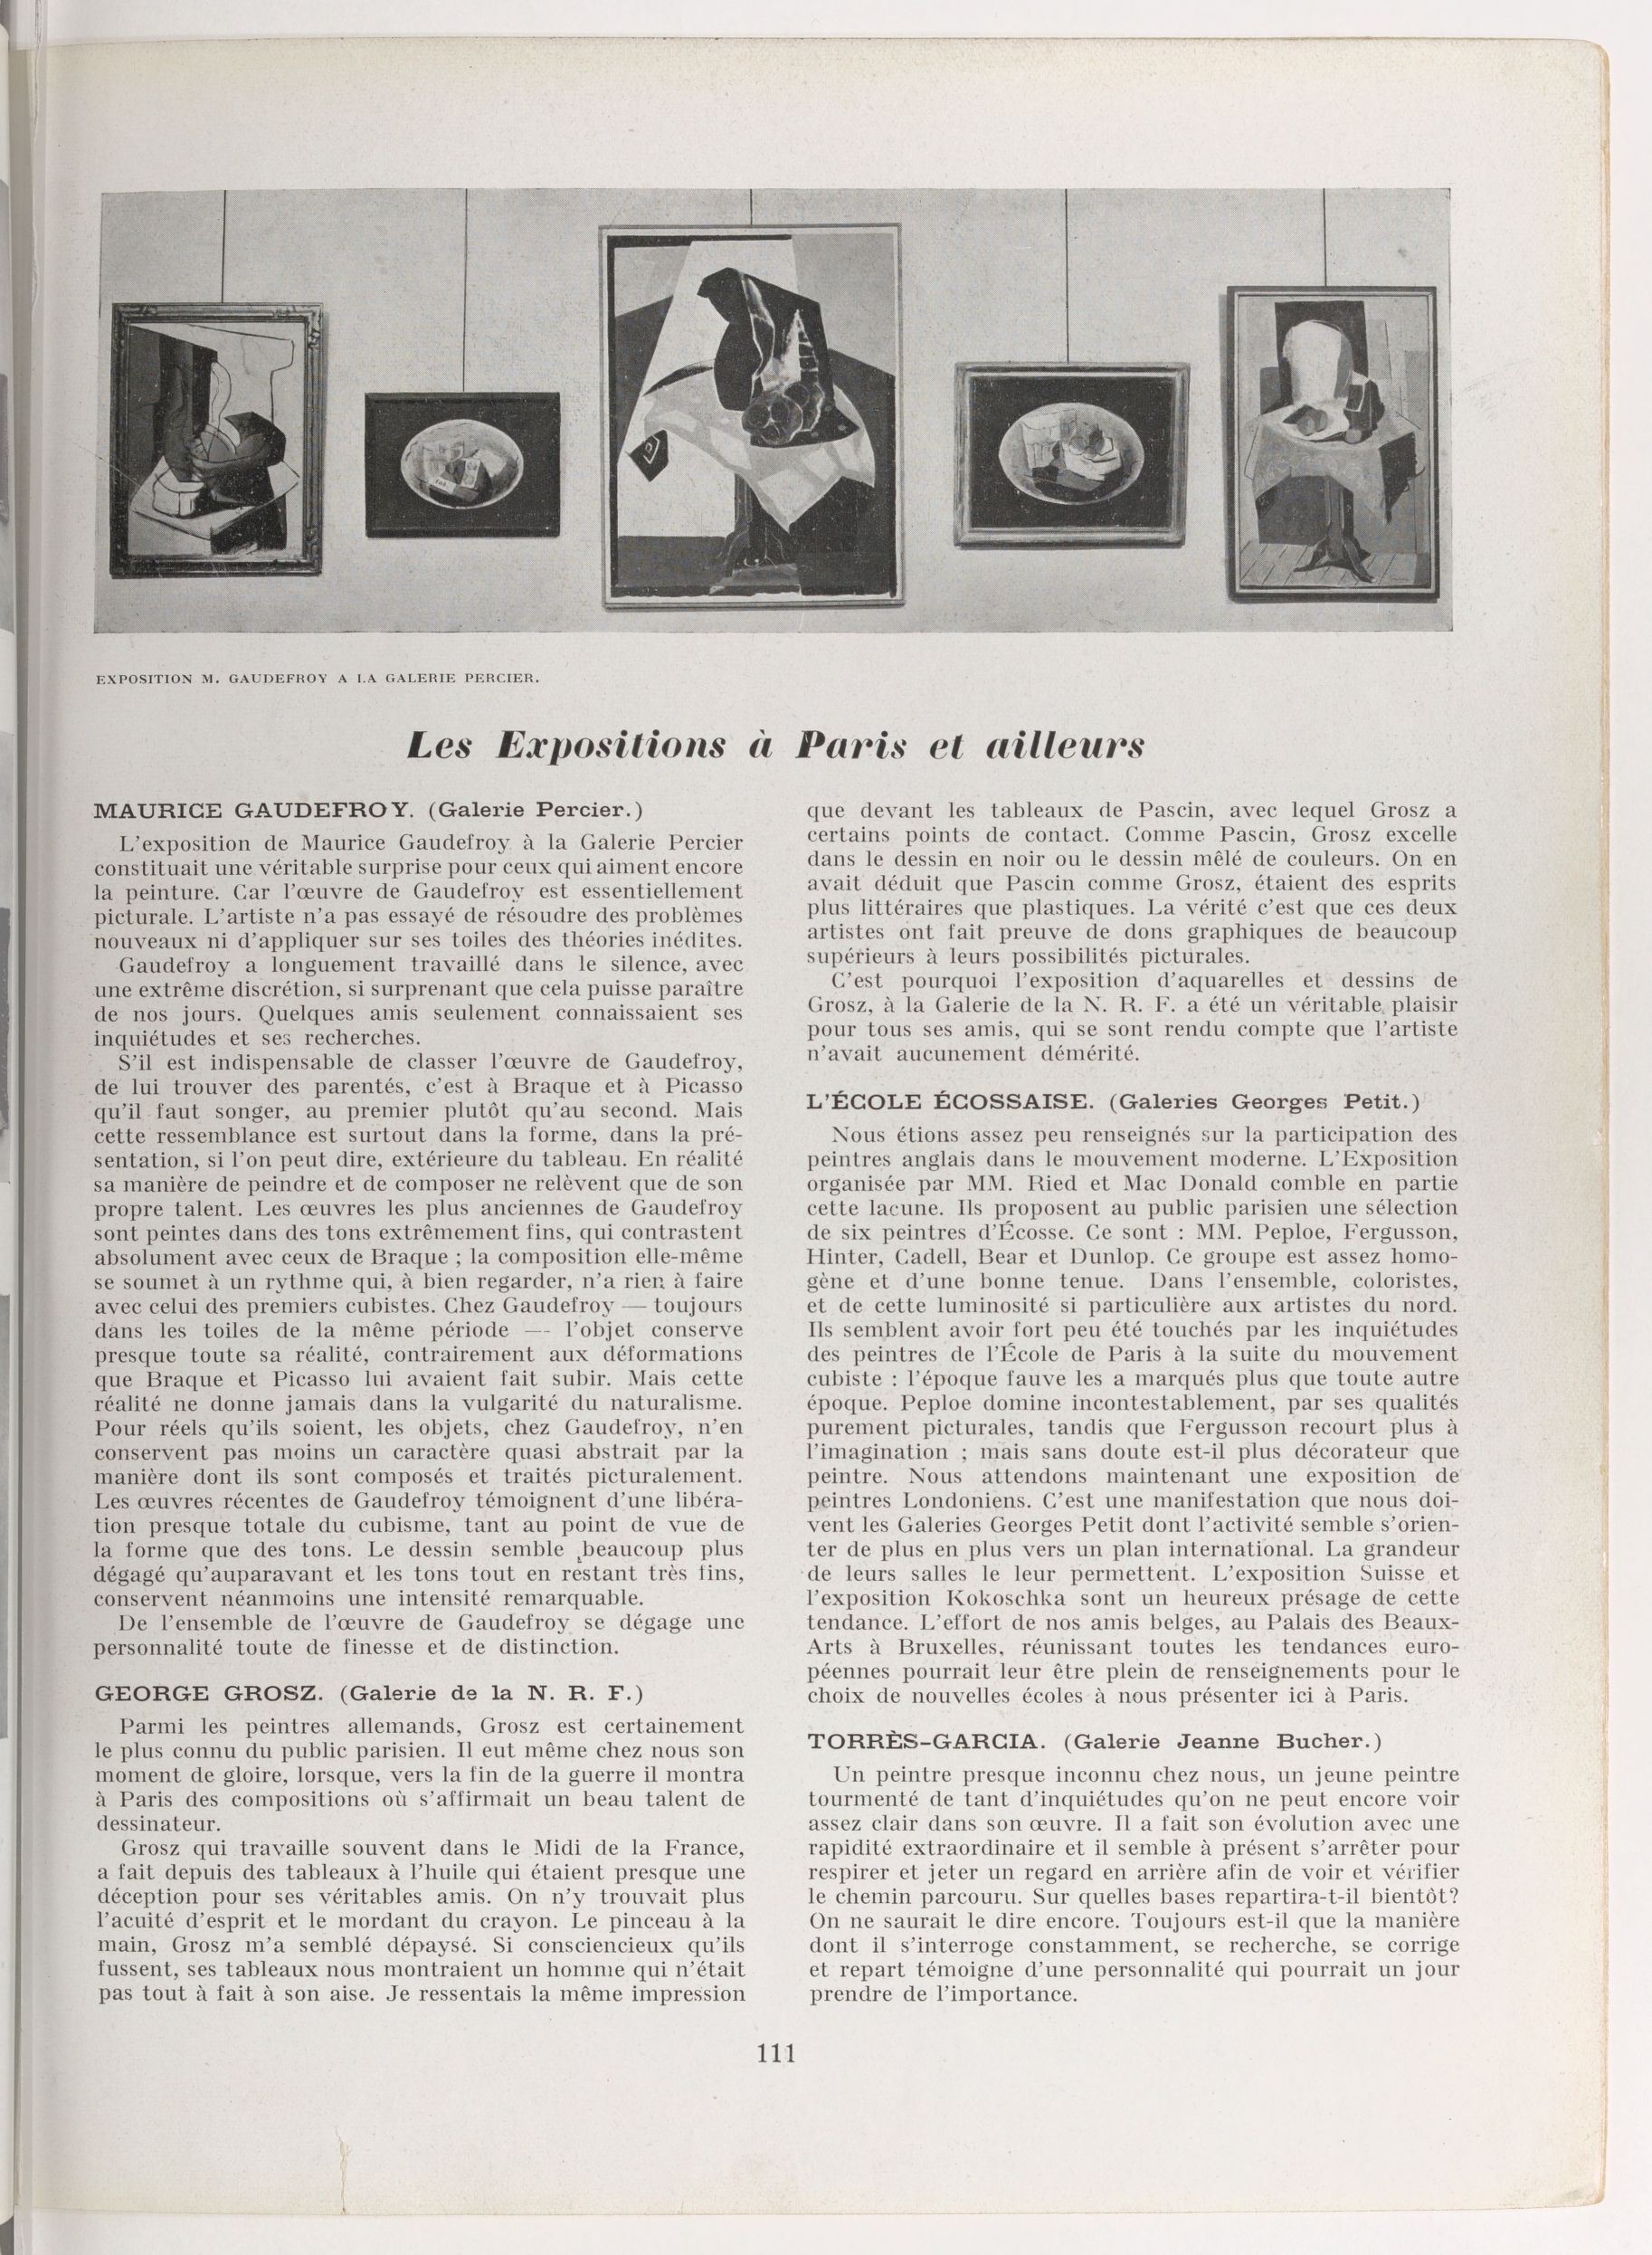 EXPOSITION M. GAUDEFROY A LA GALERIE PERCIER.
Les Expositions à Paris et ailleurs
MAURICE GAUDEFROY. (Galerie Percier.)
L'exposition de Maurice Gaudefroy à la Galerie Percier
constituait une véritable surprise pour ceux qui aiment encore
la peinture. Car l'œuvre de Gaudefroy est essentiellement
picturale. L'artiste n'a pas essayé de résoudre des problèmes
nouveaux ni d'appliquer sur ses toiles des théories inédites.
Gaudefroy a longuement travaillé dans le silence, avec
une extrême discrétion, si surprenant que cela puisse paraître
de nos jours. Quelques amis seulement connaissaient ses
inquiétudes et ses recherches.
S'il est indispensable de classer l'œuvre de Gaudefroy,
de lui trouver des parentés, c'est à Braque et à Picasso
qu'il faut songer, au premier plutôt qu'au second. Mais
cette ressemblance est surtout dans la forme, dans la pré-
sentation, si l'on peut dire, extérieure du tableau. En réalité
sa manière de peindre et de composer ne relèvent que de son
propre talent. Les œuvres les plus anciennes de Gaudefroy
sont peintes dans des tons extrêmement fins, qui contrastent
absolument avec ceux de Braque ; la composition elle-même
se soumet à un rythme qui, à bien regarder, n'a rien à faire
avec celui des premiers cubistes. Chez Gaudefroy — toujours
dans les toiles de la même période — l'objet conserve
presque toute sa réalité, contrairement aux déformations
que Braque et Picasso lui avaient fait subir. Mais cette
réalité ne donne jamais dans la vulgarité du naturalisme.
Pour réels qu'ils soient, les objets, chez Gaudefroy, n'en
conservent pas moins un caractère quasi abstrait par la
manière dont ils sont composés et traités picturalement.
Les œuvres récentes de Gaudefroy témoignent d'une libéra-
tion presque totale du cubisme, tant au point de vue de
la forme que des tons. Le dessin semble beaucoup plus
dégagé qu'auparavant et les tons tout en restant très fins,
conservent néanmoins une intensité remarquable.
De l'ensemble de l'œuvre de Gaudefroy se dégage une
personnalité toute de finesse et de distinction.
GEORGE GROSZ. (Galerie de la N. R. F.)
Parmi les peintres allemands, Grosz est certainement
le plus connu du public parisien. Il eut même chez nous son
moment de gloire, lorsque, vers la fin de la guerre il montra
à Paris des compositions où s'affirmait un beau talent de
dessinateur.
Grosz qui travaille souvent dans le Midi de la France,
a fait depuis des tableaux à l'huile qui étaient presque une
déception pour ses véritables amis. On n'y trouvait plus
l'acuité d'esprit et le mordant du crayon. Le pinceau à la
main, Grosz m'a semblé dépaysé. Si consciencieux qu'ils
fussent, ses tableaux nous montraient un homme qui n'était
pas tout à fait à son aise. Je ressentais la même impression
que devant les tableaux de Pascin, avec lequel Grosz a
certains points de contact. Comme Pascin, Grosz excelle
dans le dessin en noir ou le dessin mêlé de couleurs. On en
avait déduit que Pascin comme Grosz, étaient des esprits
plus littéraires que plastiques. La vérité c'est que ces deux
artistes ont fait preuve de dons graphiques de beaucoup
supérieurs à leurs possibilités picturales.
C'est pourquoi l'exposition d'aquarelles et dessins de
Grosz, à la Galerie de la N. R. F. a été un véritable plaisir
pour tous ses amis, qui se sont rendu compte que l'artiste
n'avait aucunement démérité.
L'ÉCOLE ÉCOSSAISE. (Galeries Georges Petit.)
Nous étions assez peu renseignés sur la participation des
peintres anglais dans le mouvement moderne. L'Exposition
organisée par MM. Ried et Mac Donald comble en partie
cette lacune. Ils proposent au public parisien une sélection
de six peintres d'Écosse. Ce sont : MM. Peploe, Fergusson,
Hinter, Cadell, Bear et Dunlop. Ce groupe est assez homo-
gène et d'une bonne tenue. Dans l'ensemble, coloristes,
et de cette luminosité si particulière aux artistes du nord.
Ils semblent avoir fort peu été touchés par les inquiétudes
des peintres de l'École de Paris à la suite du mouvement
cubiste : l'époque fauve les a marqués plus que toute autre
époque. Peploe domine incontestablement, par ses qualités
purement picturales, tandis que Fergusson recourt plus à
l'imagination ; mais sans doute est-il plus décorateur que
peintre. Nous attendons maintenant une exposition de
peintres Londoniens. C'est une manifestation que nous doi-
vent les Galeries Georges Petit dont l'activité semble s'orien-
ter de plus en plus vers un plan international. La grandeur
de leurs salles le leur permettent. L'exposition Suisse et
l'exposition Kokoschka sont un heureux présage de cette
tendance. L'effort de nos amis belges, au Palais des Beaux-
Arts à Bruxelles, réunissant toutes les tendances euro-
péennes pourrait leur être plein de renseignements pour le
choix de nouvelles écoles à nous présenter ici à Paris.
TORRÈS-GARCIA. (Galerie Jeanne Bucher.)
Un peintre presque inconnu chez nous, un jeune peintre
tourmenté de tant d'inquiétudes qu'on ne peut encore voir
assez clair dans son œuvre. Il a fait son évolution avec une
rapidité extraordinaire et il semble à présent s'arrêter pour
respirer et jeter un regard en arrière afin de voir et vérifier
le chemin parcouru. Sur quelles bases repartira-t-il bientôt?
On ne saurait le dire encore. Toujours est-il que la manière
dont il s'interroge constamment, se recherche, se corrige
et repart témoigne d'une personnalité qui pourrait un jour
prendre de l'importance.
111